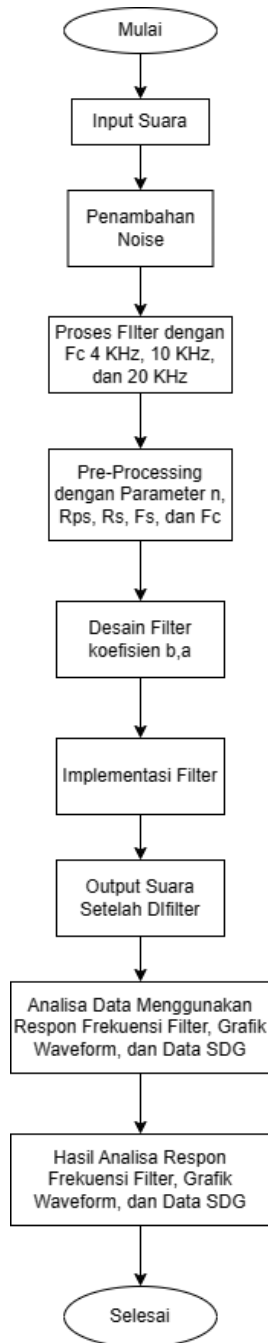 Mulai
Input Suara
Penambahan
Noise
Proses FIlter dengan
Fc 4 KHz, 10 KHz,
dan 20 KHz
Pre-Processing
dengan Parameter n,
Rps, Rs, Fs, dan Fc
Desain Filter
koefisien b,a
Implementasi Filter
Output Suara
Setelah DIfilter
Analisa Data Menggunakan
Respon Frekuensi Filter, Grafik
Waveform, dan Data SDG
Hasil Analisa Respon
Frekuensi Filter, Grafik
Waveform, dan Data SDG
Selesai